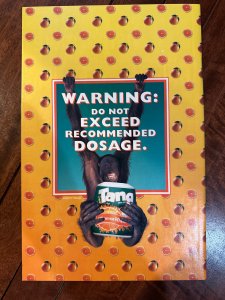 WARNING:
DO NOT
EXCEED
RECOMMENDED
DOSAGE.
Tang